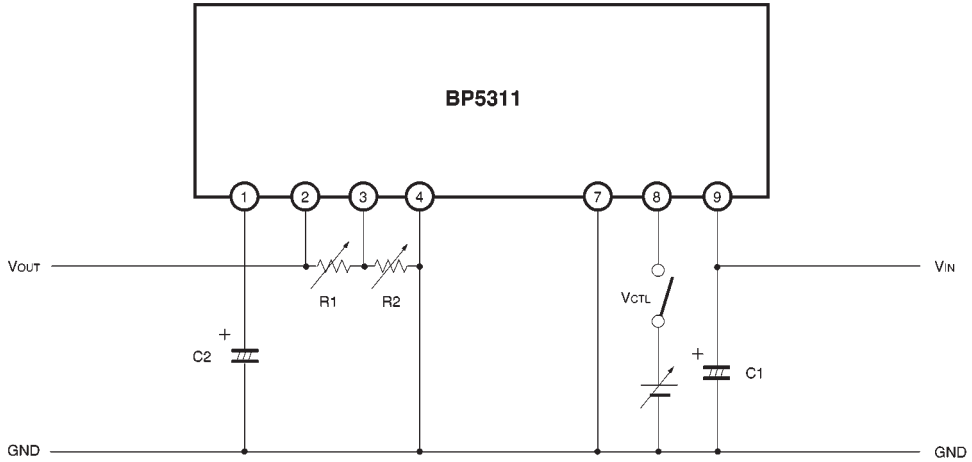 BP5311
1 2 3 4 7 8 9
VOUT
VIN
R1
R2
VCTL
+
C2
+
C1
GND
GND